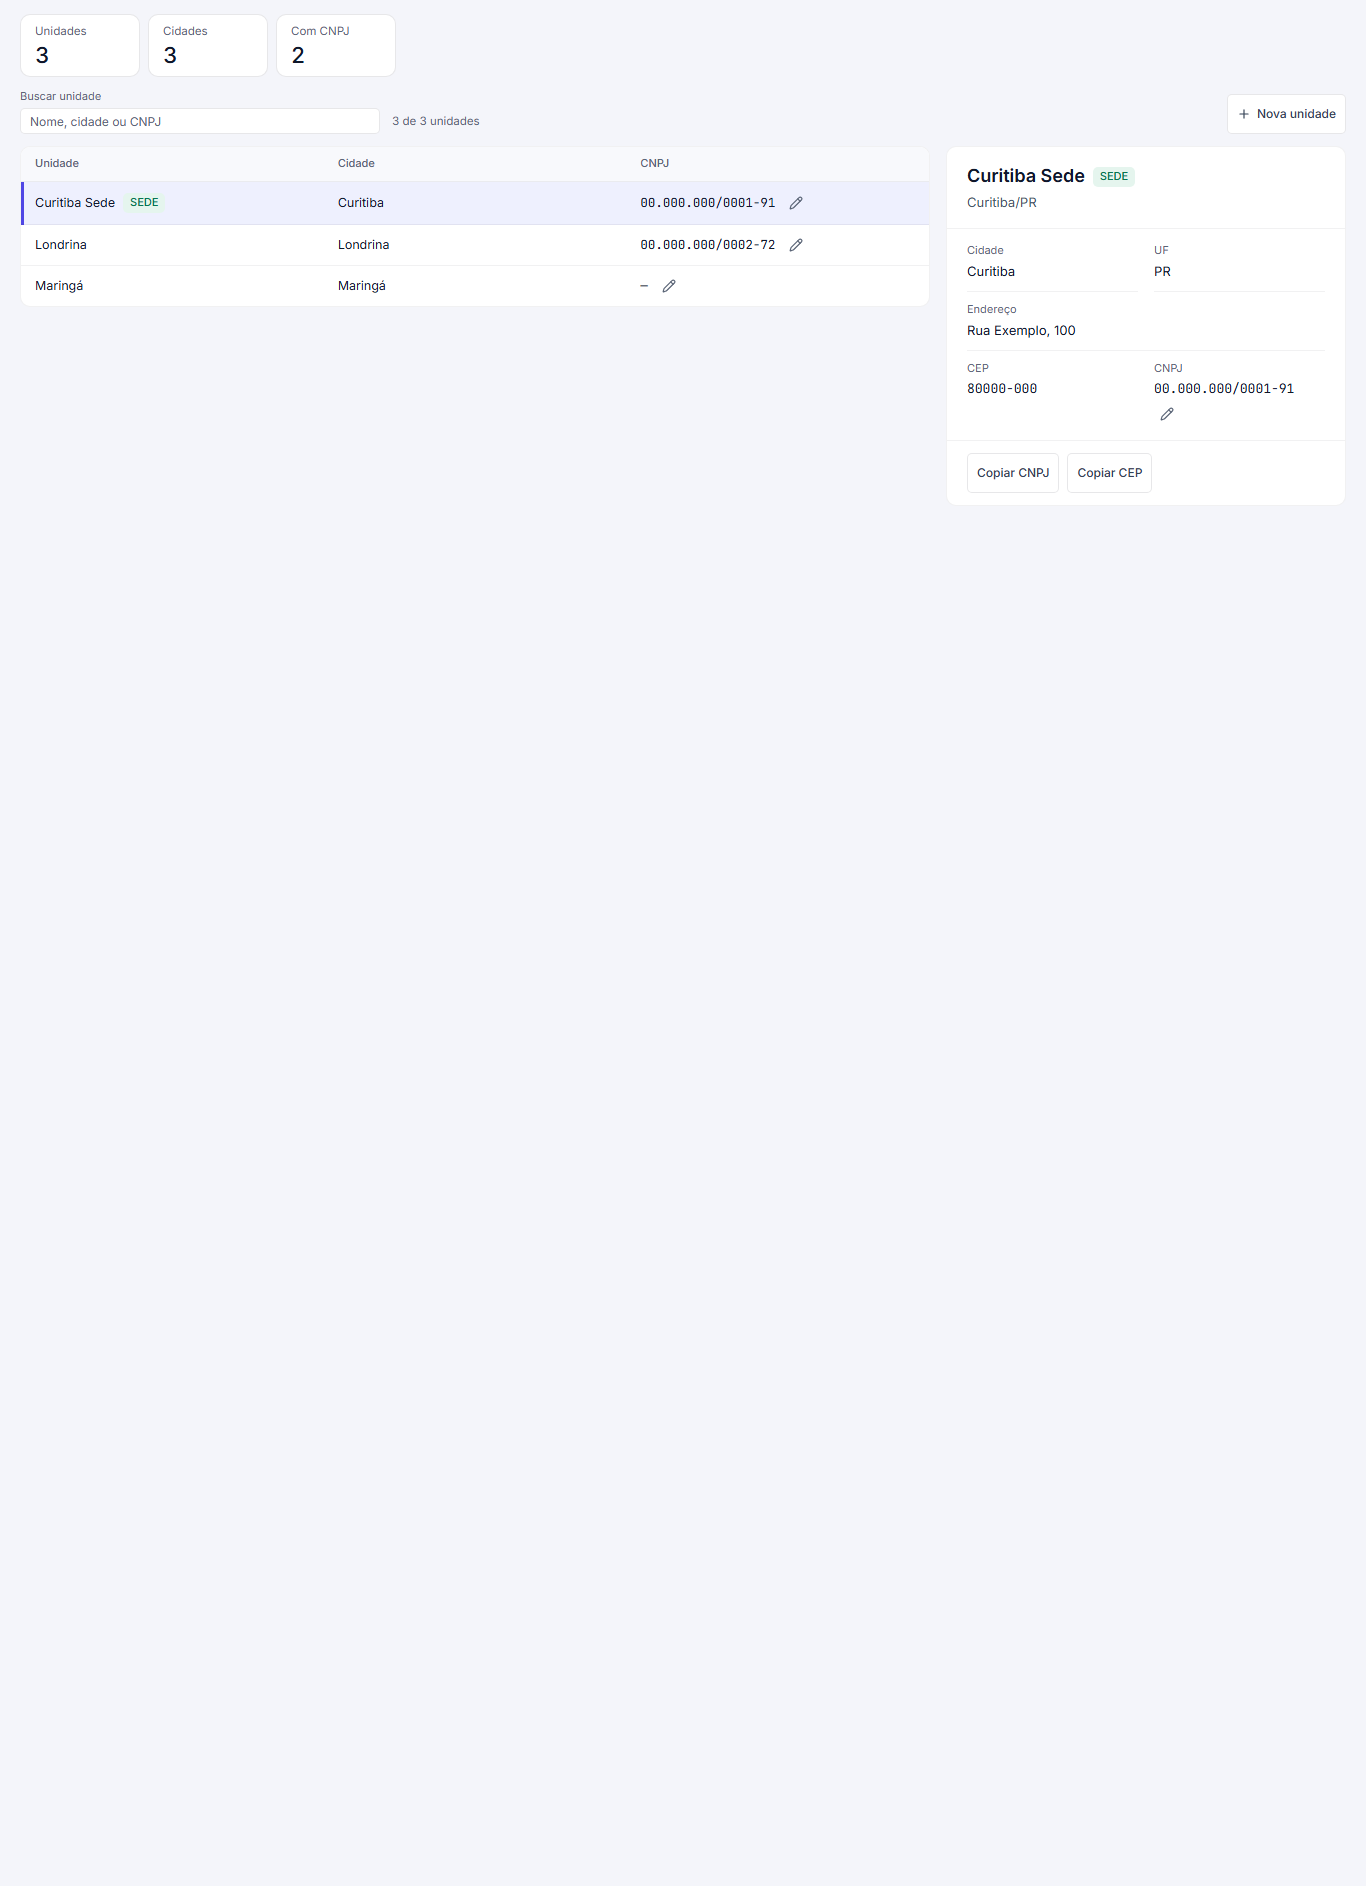 Unidades
3
Cidades
3
Com CNPJ
2
Buscar unidade
Nome, cidade ou CNPJ
3 de 3 unidades
Nova unidade
Unidade Cidade CNPJ
Curitiba Sede SEDE Curitiba 00.000.000/0001-91
Londrina Londrina 00.000.000/0002-72
Maringá Maringá –
Curitiba Sede SEDE
Curitiba/PR
Cidade UF
Curitiba PR
Endereço
Rua Exemplo, 100
CEP CNPJ
80000-000 00.000.000/0001-91
Copiar CNPJ Copiar CEP